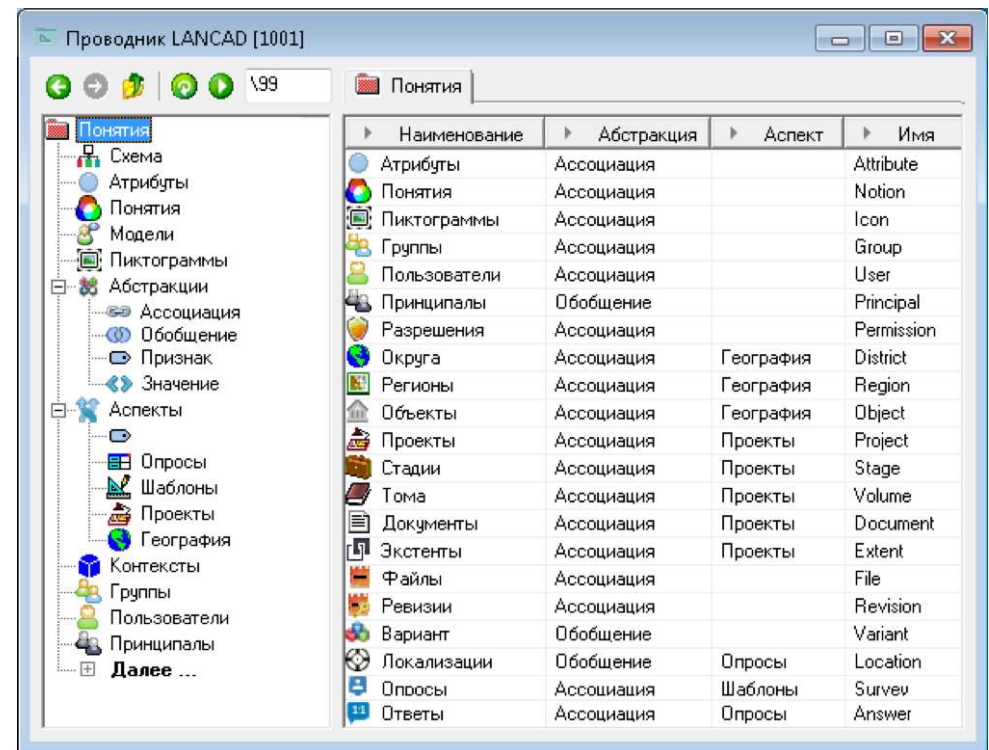 Проводник LANCAD [1001]
\99
Понятия
Понятия
Схема
Атрибуты
Понятия
Модели
Пиктограммы
Абстракции
Ассоциация
Обобщение
Признак
Значение
Аспекты
Опросы
Шаблоны
Проекты
География
Контексты
Группы
Пользователи
Принципалы
Далее ...
Наименование Абстракция Аспект Имя
Атрибуты Ассоциация Attribute
Понятия Ассоциация Notion
Пиктограммы Ассоциация Icon
Группы Ассоциация Group
Пользователи Ассоциация User
Принципалы Обобщение Principal
Разрешения Ассоциация Permission
Округа Ассоциация География District
Регионы Ассоциация География Region
Объекты Ассоциация География Object
Проекты Ассоциация Проекты Project
Стадии Ассоциация Проекты Stage
Тома Ассоциация Проекты Volume
Документы Ассоциация Проекты Document
Экстенты Ассоциация Проекты Extent
Файлы Ассоциация File
Ревизии Ассоциация Revision
Вариант Обобщение Variant
Локализации Обобщение Опросы Location
Опросы Ассоциация Шаблоны Survey
Ответы Ассоциация Опросы Answer